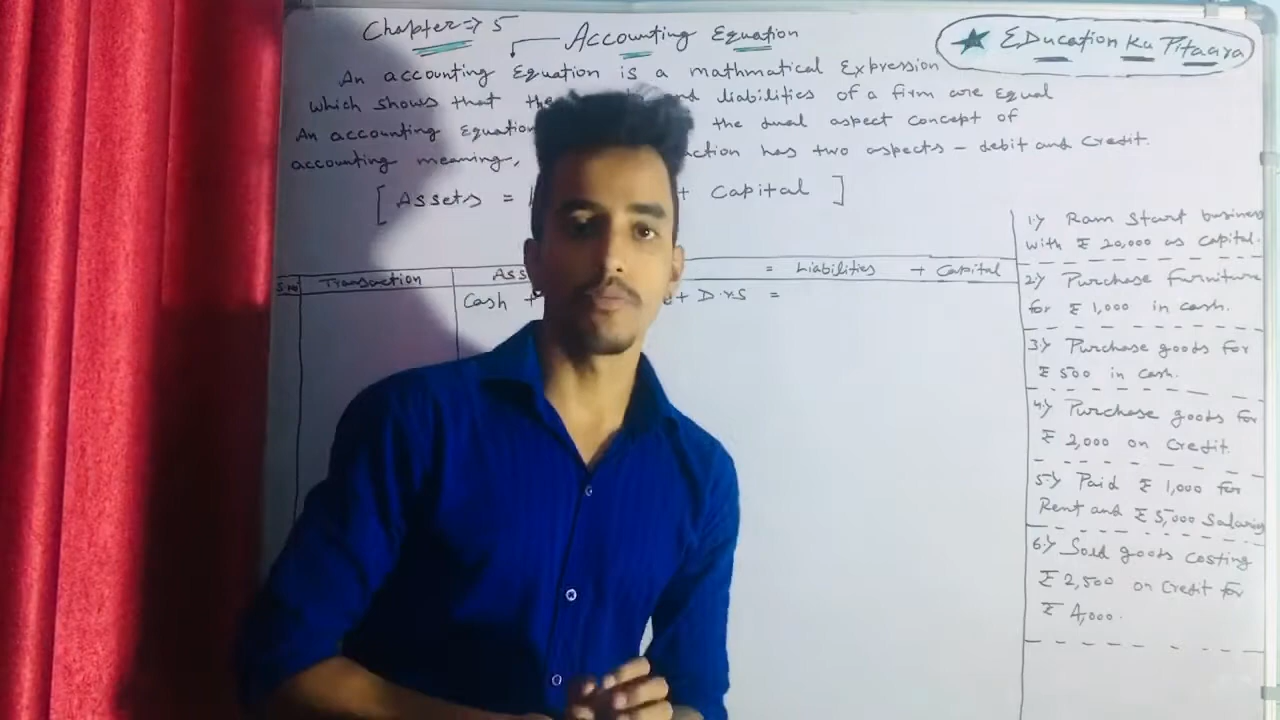 Chapter => 5
Accounting Equation
★ EDucation Ka Pitaara
An accounting Equation is a mathmatical Expression
which shows that the and liabilities of a firm are Equal
An accounting Equation the dual aspect concept of
accounting meaning, has two aspects - debit and credit.
[ Assets = + Capital ]
S.no Transaction = Liabilities + Capital
Cash + + D.rs =
1.) Ram Start business
with ₹ 20,000 as capital.
2.) Purchase furniture
for ₹ 1,000 in cash.
3.) Purchase goods for
₹ 500 in cash.
4.) Purchase goods for
₹ 2,000 on credit.
5.) Paid ₹ 1,000 for
Rent and ₹ 5,000 Salaries
6.) Sold goods costing
₹ 2,500 on credit for
₹ 4,000.